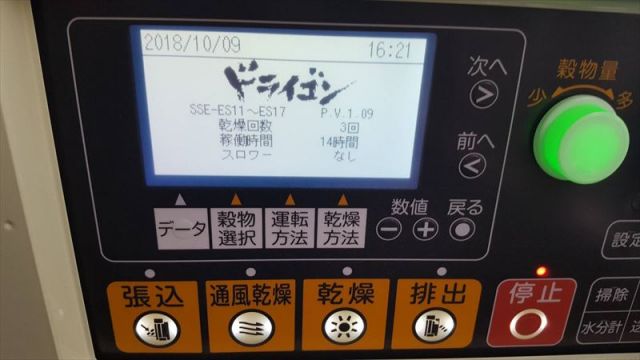 2018/10/09 16:21
ドライゴン
SSE-ES11～ES17 P.V.1.09
乾燥回数 3回
稼働時間 14時間
スロワー なし
次へ
前へ
穀物量
少 多
データ
穀物選択
運転方法
乾燥方法
数値 戻る
設定
張込
通風乾燥
乾燥
排出
停止
掃除
水分計